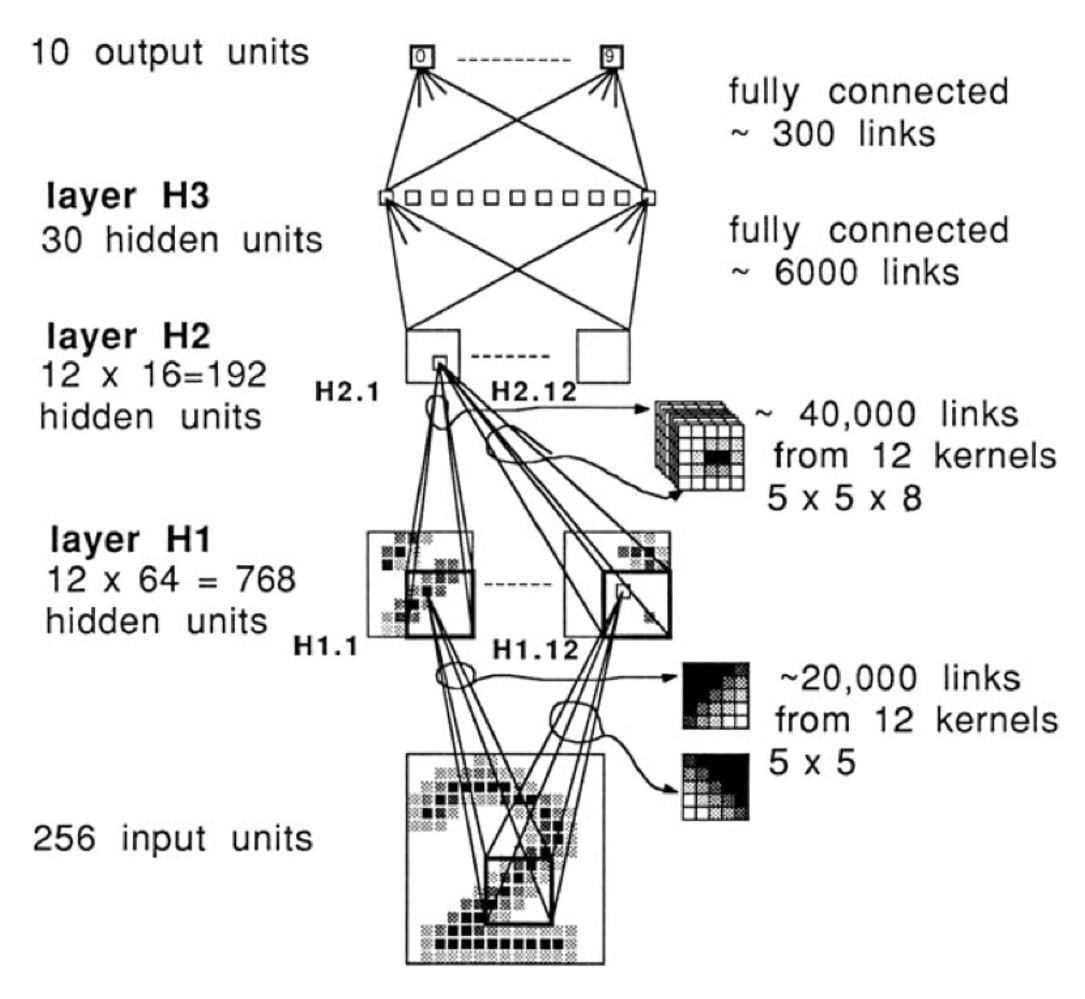 10 output units
0
9
fully connected
~ 300 links
layer H3
30 hidden units
fully connected
~ 6000 links
layer H2
12 x 16=192
hidden units
H2.1
H2.12
~ 40,000 links
from 12 kernels
5 x 5 x 8
layer H1
12 x 64 = 768
hidden units
H1.1
H1.12
~20,000 links
from 12 kernels
5 x 5
256 input units